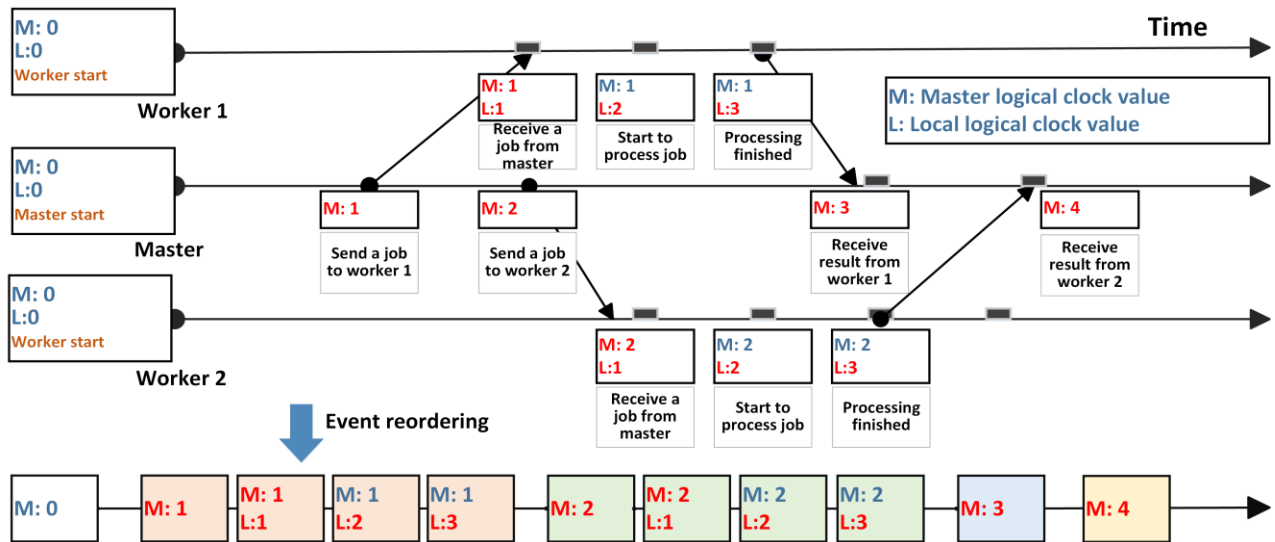 M: 0
L:0
Worker start
Worker 1
Time
M: 1
L:1
Receive a
job from
master
M: 1
L:2
Start to
process job
M: 1
L:3
Processing
finished
M: Master logical clock value
L: Local logical clock value
M: 0
L:0
Master start
Master
M: 1
Send a job
to worker 1
M: 2
Send a job
to worker 2
M: 3
Receive
result from
worker 1
M: 4
Receive
result from
worker 2
M: 0
L:0
Worker start
Worker 2
M: 2
L:1
Receive a
job from
master
M: 2
L:2
Start to
process job
M: 2
L:3
Processing
finished
Event reordering
M: 0
M: 1
M: 1
L:1
M: 1
L:2
M: 1
L:3
M: 2
M: 2
L:1
M: 2
L:2
M: 2
L:3
M: 3
M: 4